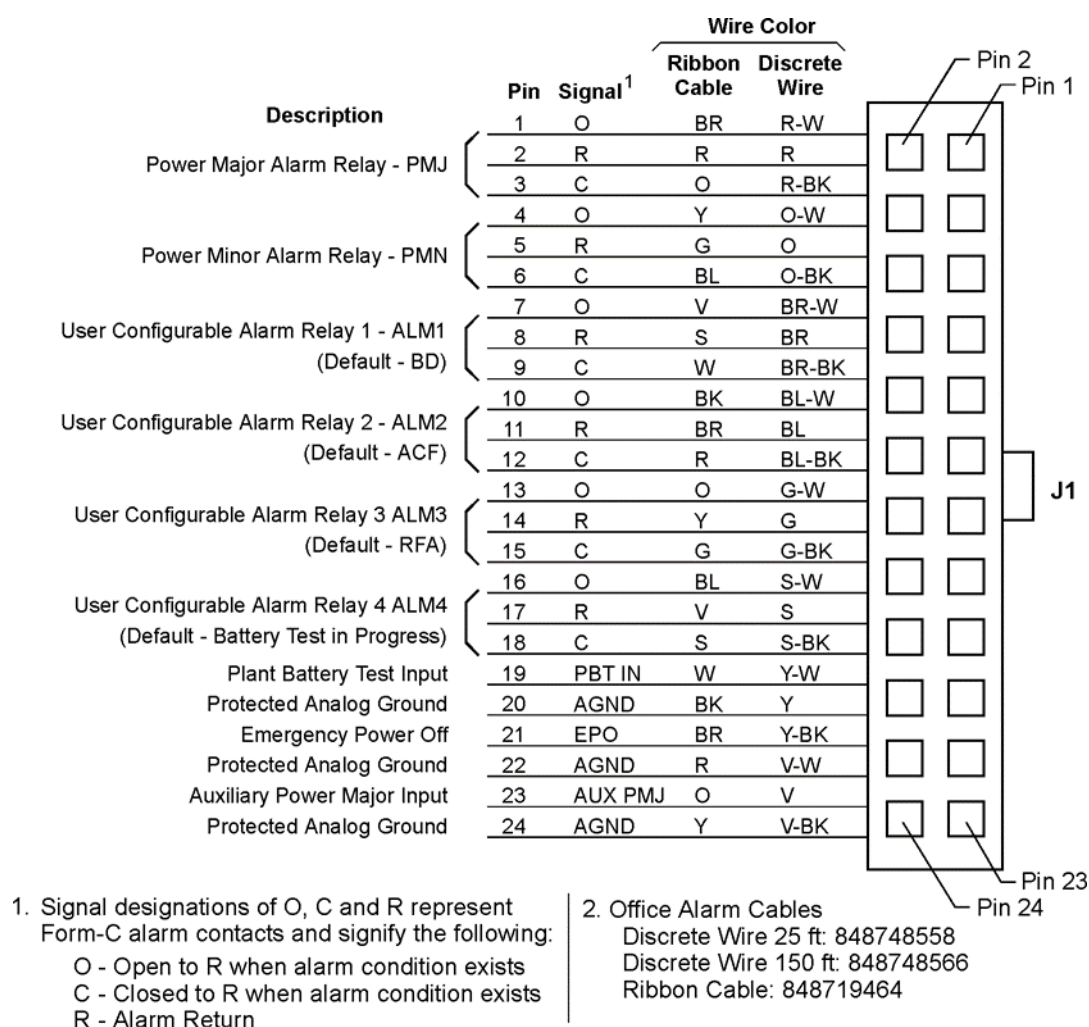 Wire Color
Ribbon Cable Discrete Wire
Description Pin Signal1
Pin 2
Pin 1
1 O BR R-W
Power Major Alarm Relay - PMJ 2 R R R
3 C O R-BK
4 O Y O-W
Power Minor Alarm Relay - PMN 5 R G O
6 C BL O-BK
7 O V BR-W
User Configurable Alarm Relay 1 - ALM1 8 R S BR
(Default - BD) 9 C W BR-BK
10 O BK BL-W
User Configurable Alarm Relay 2 - ALM2 11 R BR BL
(Default - ACF) 12 C R BL-BK
13 O O G-W
User Configurable Alarm Relay 3 ALM3 14 R Y G
(Default - RFA) 15 C G G-BK
16 O BL S-W
User Configurable Alarm Relay 4 ALM4 17 R V S
(Default - Battery Test in Progress) 18 C S S-BK
Plant Battery Test Input 19 PBT IN W Y-W
Protected Analog Ground 20 AGND BK Y
Emergency Power Off 21 EPO BR Y-BK
Protected Analog Ground 22 AGND R V-W
Auxiliary Power Major Input 23 AUX PMJ O V
Protected Analog Ground 24 AGND Y V-BK
J1
Pin 23
Pin 24
1. Signal designations of O, C and R represent
Form-C alarm contacts and signify the following:
O - Open to R when alarm condition exists
C - Closed to R when alarm condition exists
R - Alarm Return
2. Office Alarm Cables
Discrete Wire 25 ft: 848748558
Discrete Wire 150 ft: 848748566
Ribbon Cable: 848719464